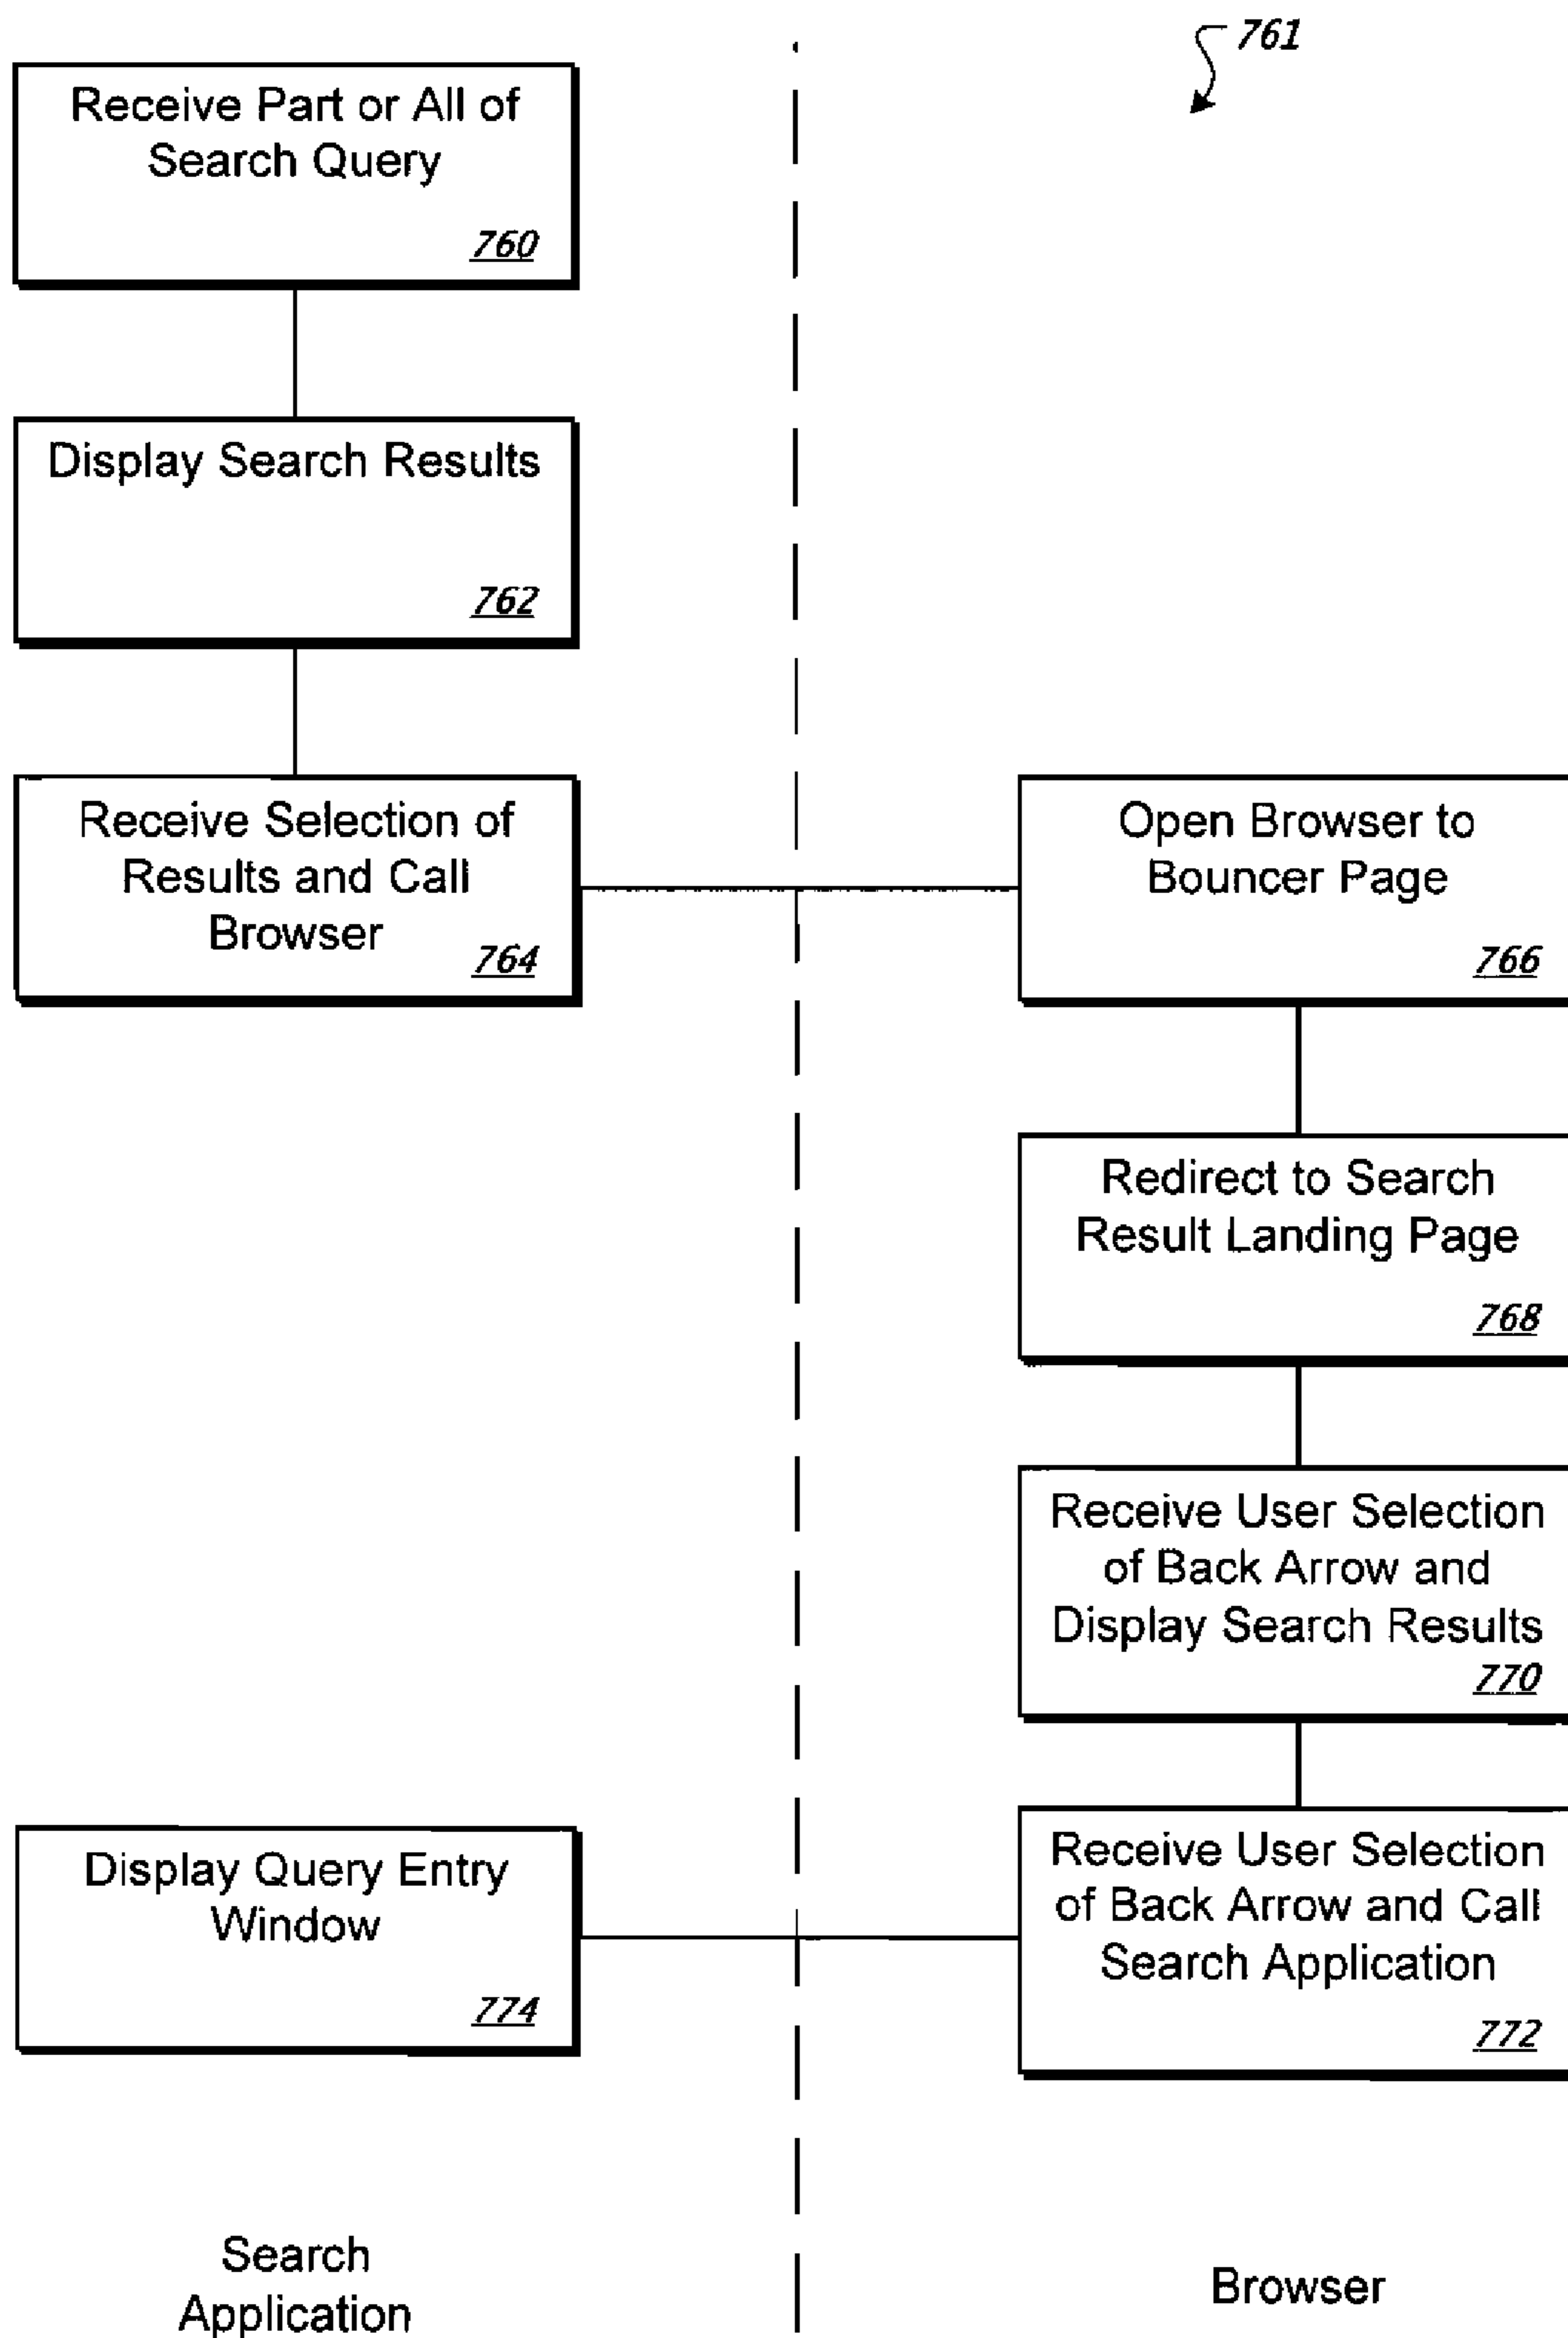 761
Receive Part or All of
Search Query
760
Display Search Results
762
Receive Selection of
Results and Call
Browser
764
Open Browser to
Bouncer Page
766
Redirect to Search
Result Landing Page
768
Receive User Selection
of Back Arrow and
Display Search Results
770
Receive User Selection
of Back Arrow and Call
Search Application
772
Display Query Entry
Window
774
Search
Application
Browser